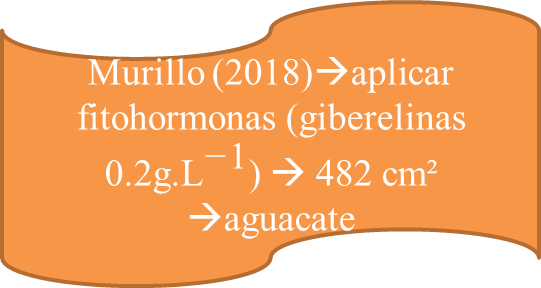 Murillo (2018)→aplicar
fitohormonas (giberelinas
0.2g.L⁻¹) → 482 cm²
→aguacate